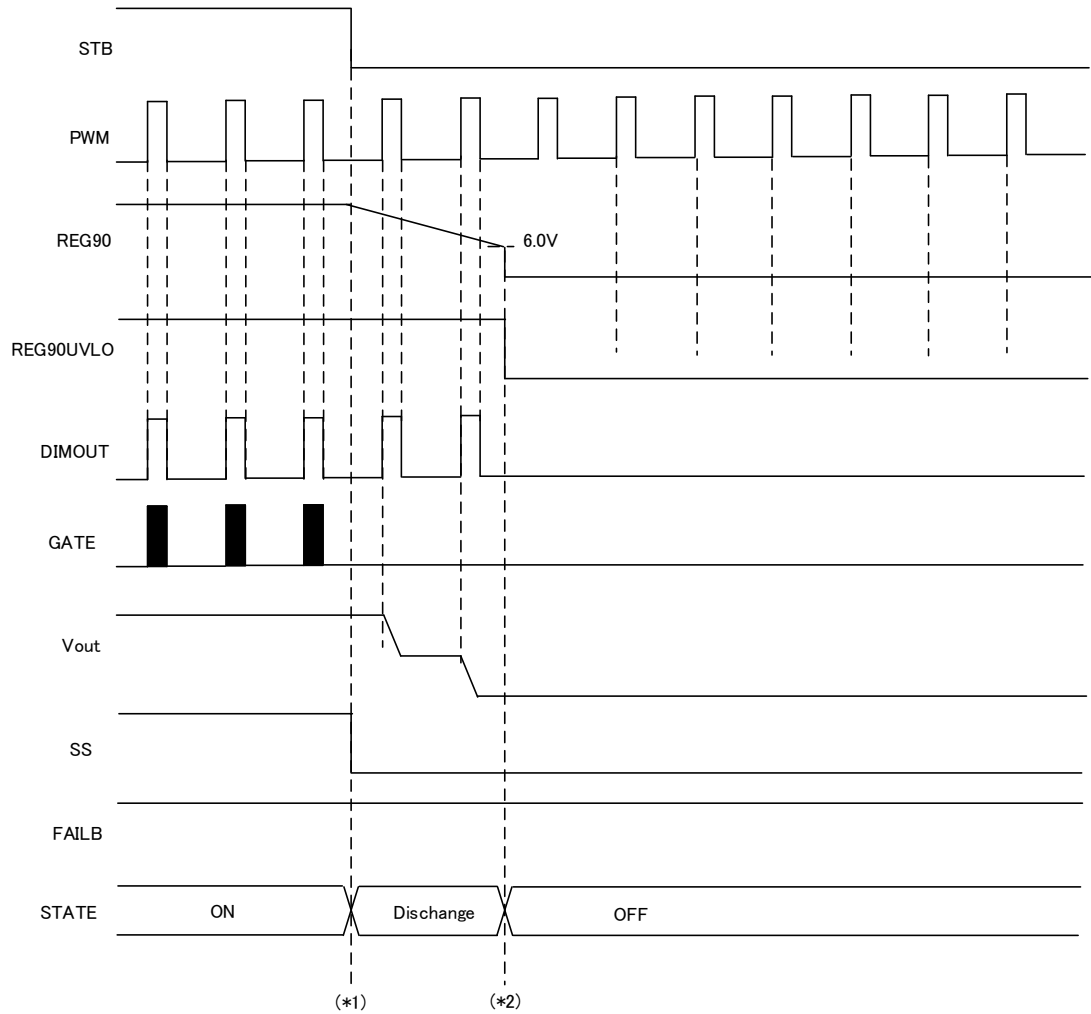 STB
PWM
REG90
6.0V
REG90UVLO
DIMOUT
GATE
Vout
SS
FAILB
STATE ON Dischange OFF
(*1) (*2)